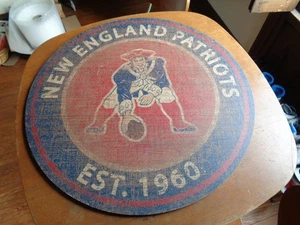 NEW ENGLAND PATRIOTS
EST. 1960